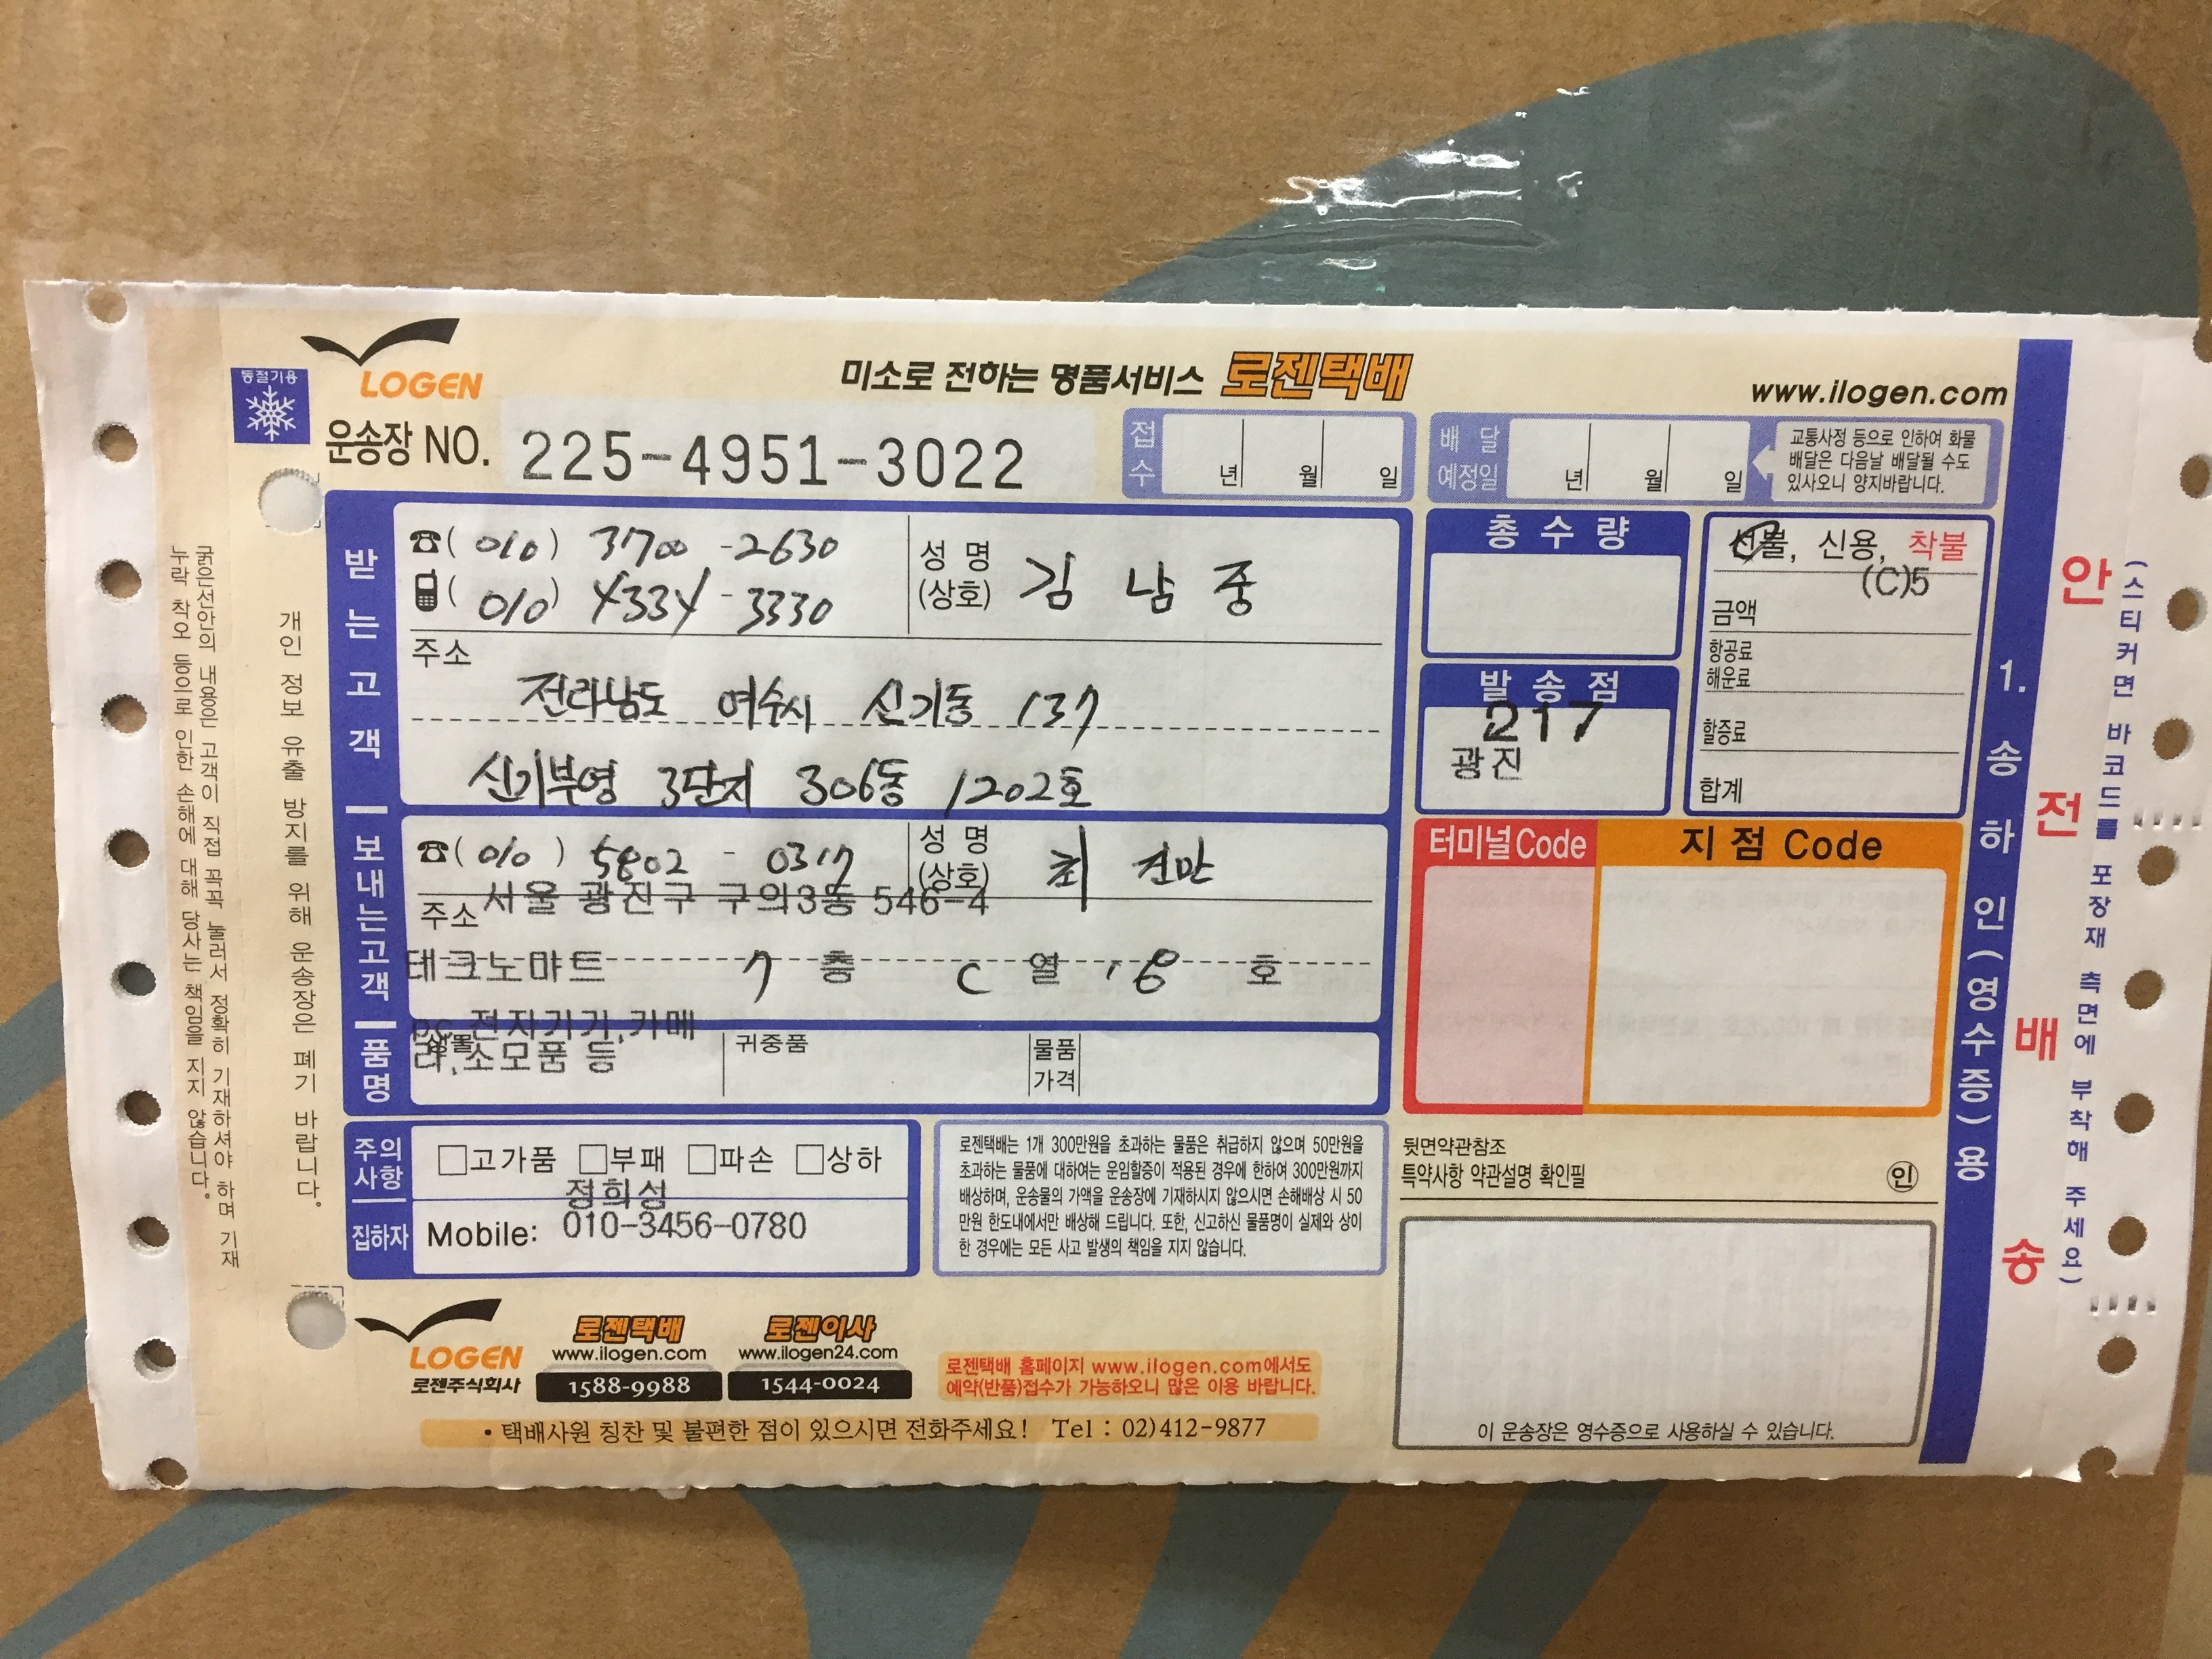 동절기용
LOGEN
미소로 전하는 명품서비스 로젠택배
www.ilogen.com
운송장 NO. 225-4951-3022
접수 년 월 일
배달예정일 년 월 일
교통사정 등으로 인하여 화물
배달은 다음날 배달될 수도
있사오니 양지바랍니다.
받는고객
(010) 3700-2630
(010) 4334-3330
성명
(상호) 김남중
주소
전라남도 여수시 신기동 137
신기부영 3단지 306동 1202호
총수량
발송점
217
광진
선불, 신용, 착불
(C)5
금액
항공료
해운료
할증료
합계
보내는고객
(010) 5802-0317
성명
(상호) 최
주소 서울 광진구 구의3동 546-4
테크노마트 7층 C열 8호
터미널Code
지점 Code
품명
pc,전자기기,카메
라,소모품 등
귀중품
물품
가격
주의
사항
고가품 부패 파손 상하
집하자
정희성
Mobile: 010-3456-0780
로젠택배는 1개 300만원을 초과하는 물품은 취급하지 않으며 50만원을
초과하는 물품에 대하여는 운임할증이 적용된 경우에 한하여 300만원까지
배상하며, 운송물의 가액을 운송장에 기재하시지 않으시면 손해배상 시 50
만원 한도내에서만 배상해 드립니다. 또한, 신고하신 물품명이 실제와 상이
한 경우에는 모든 사고 발생의 책임을 지지 않습니다.
뒷면약관참조
특약사항 약관설명 확인필 인
이 운송장은 영수증으로 사용하실 수 있습니다.
LOGEN
로젠주식회사
로젠택배
www.ilogen.com
1588-9988
로젠이사
www.ilogen24.com
1544-0024
로젠택배 홈페이지 www.ilogen.com에서도
예약(반품)접수가 가능하오니 많은 이용 바랍니다.
• 택배사원 칭찬 및 불편한 점이 있으시면 전화주세요! Tel : 02)412-9877
굵은선안의 내용은 고객이 직접 꼭꼭 눌러서 정확히 기재하셔야 하며 기재
누락 착오 등으로 인한 손해에 대해 당사는 책임을 지지 않습니다.
개인 정보 유출 방지를 위해 운송장은 폐기 바랍니다.
1. 송하인(영수증)용
안전배송
(스티커면 바코드를 포장재 측면에 부착해 주세요)